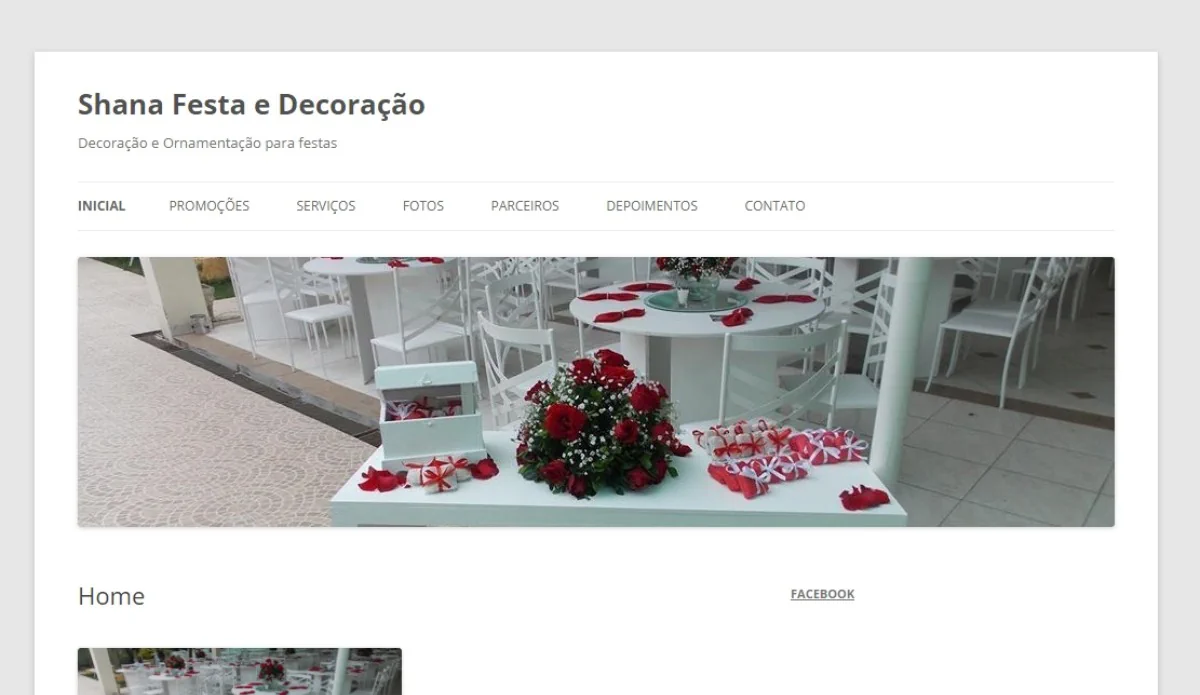 Shana Festa e Decoração
Decoração e Ornamentação para festas
INICIAL PROMOÇÕES SERVIÇOS FOTOS PARCEIROS DEPOIMENTOS CONTATO
Home
FACEBOOK